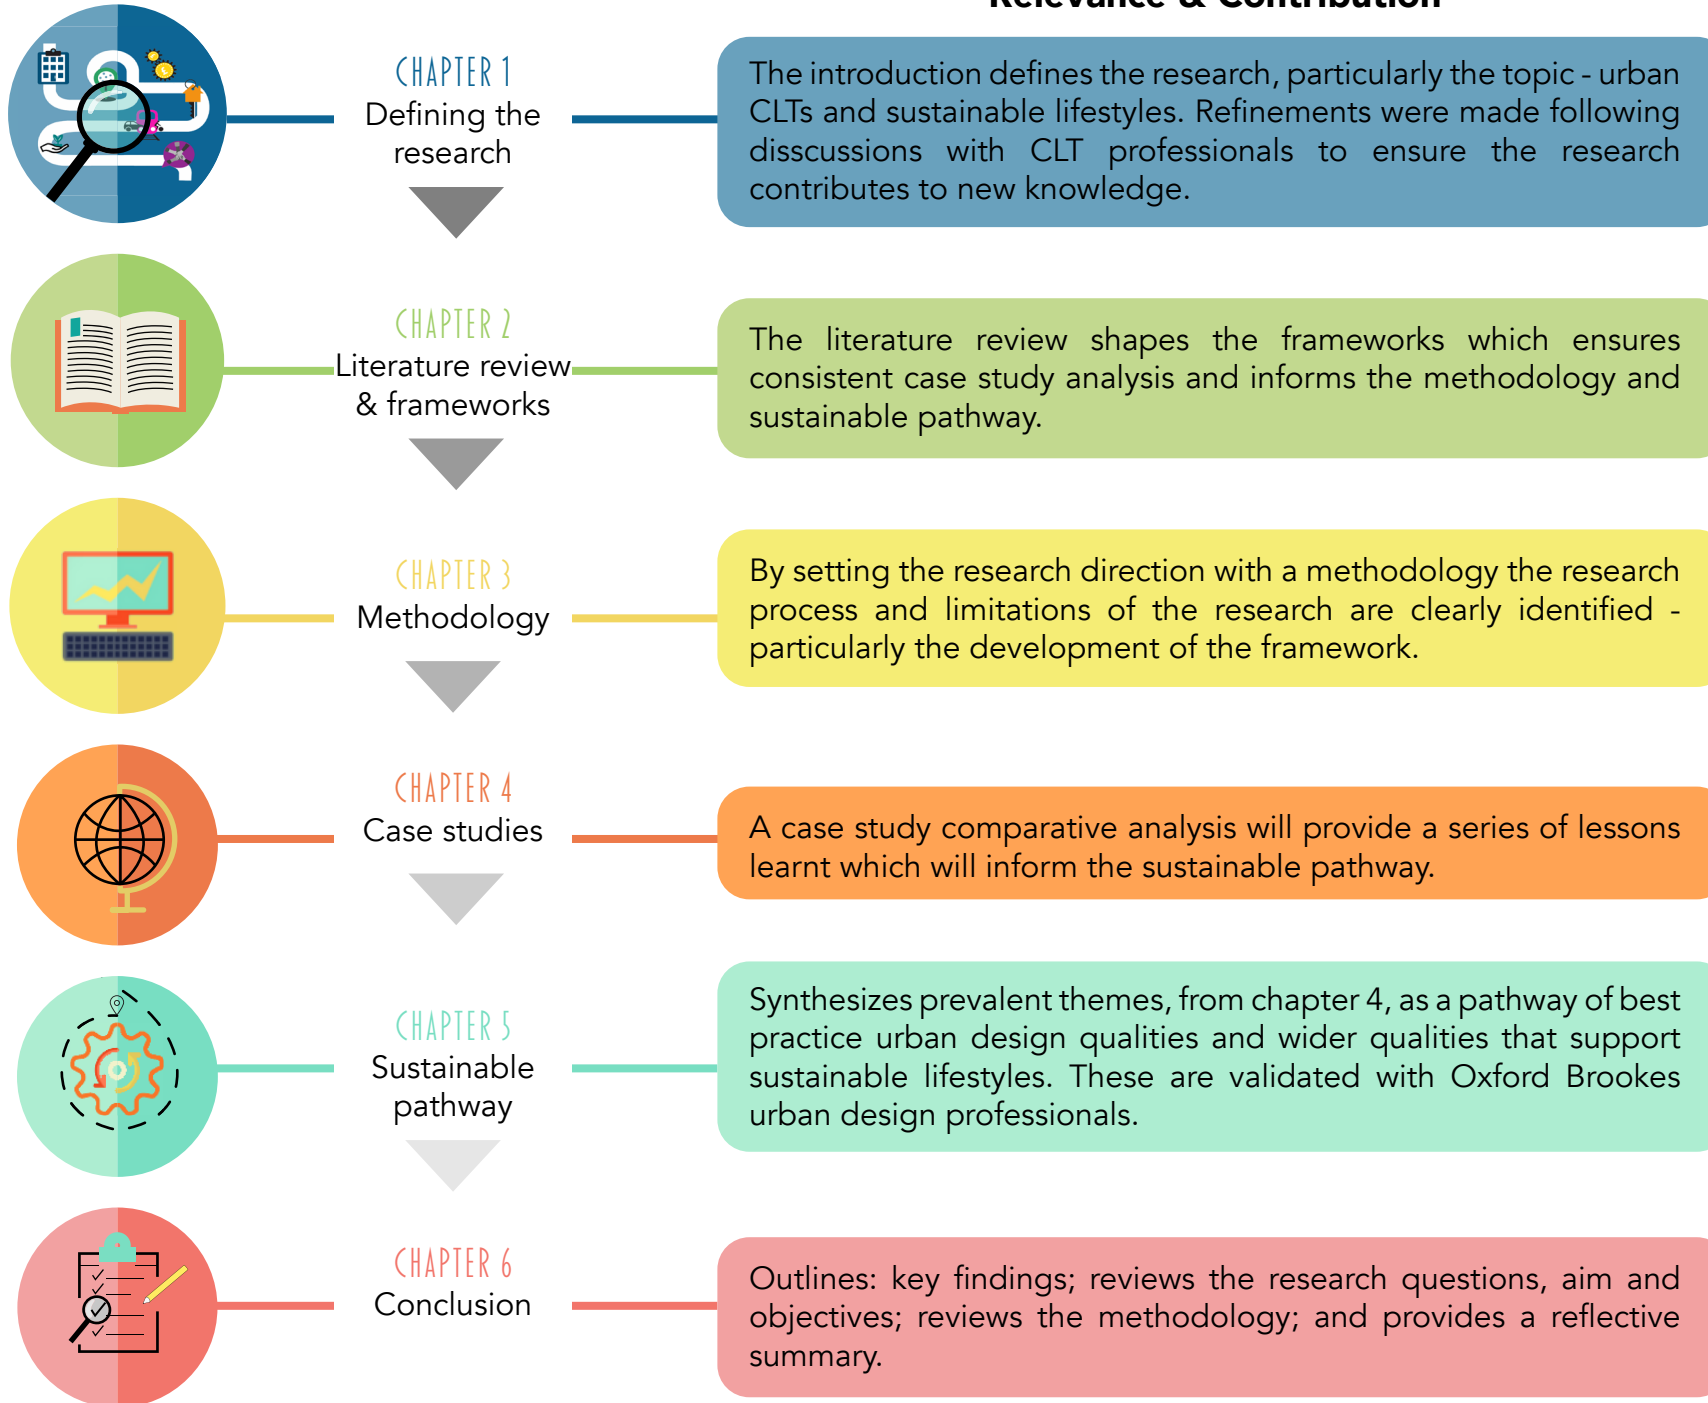 Relevance & Contribution
CHAPTER 1
Defining the
research
The introduction defines the research, particularly the topic - urban
CLTs and sustainable lifestyles. Refinements were made following
disscussions with CLT professionals to ensure the research
contributes to new knowledge.
CHAPTER 2
Literature review
& frameworks
The literature review shapes the frameworks which ensures
consistent case study analysis and informs the methodology and
sustainable pathway.
CHAPTER 3
Methodology
By setting the research direction with a methodology the research
process and limitations of the research are clearly identified -
particularly the development of the framework.
CHAPTER 4
Case studies
A case study comparative analysis will provide a series of lessons
learnt which will inform the sustainable pathway.
CHAPTER 5
Sustainable
pathway
Synthesizes prevalent themes, from chapter 4, as a pathway of best
practice urban design qualities and wider qualities that support
sustainable lifestyles. These are validated with Oxford Brookes
urban design professionals.
CHAPTER 6
Conclusion
Outlines: key findings; reviews the research questions, aim and
objectives; reviews the methodology; and provides a reflective
summary.